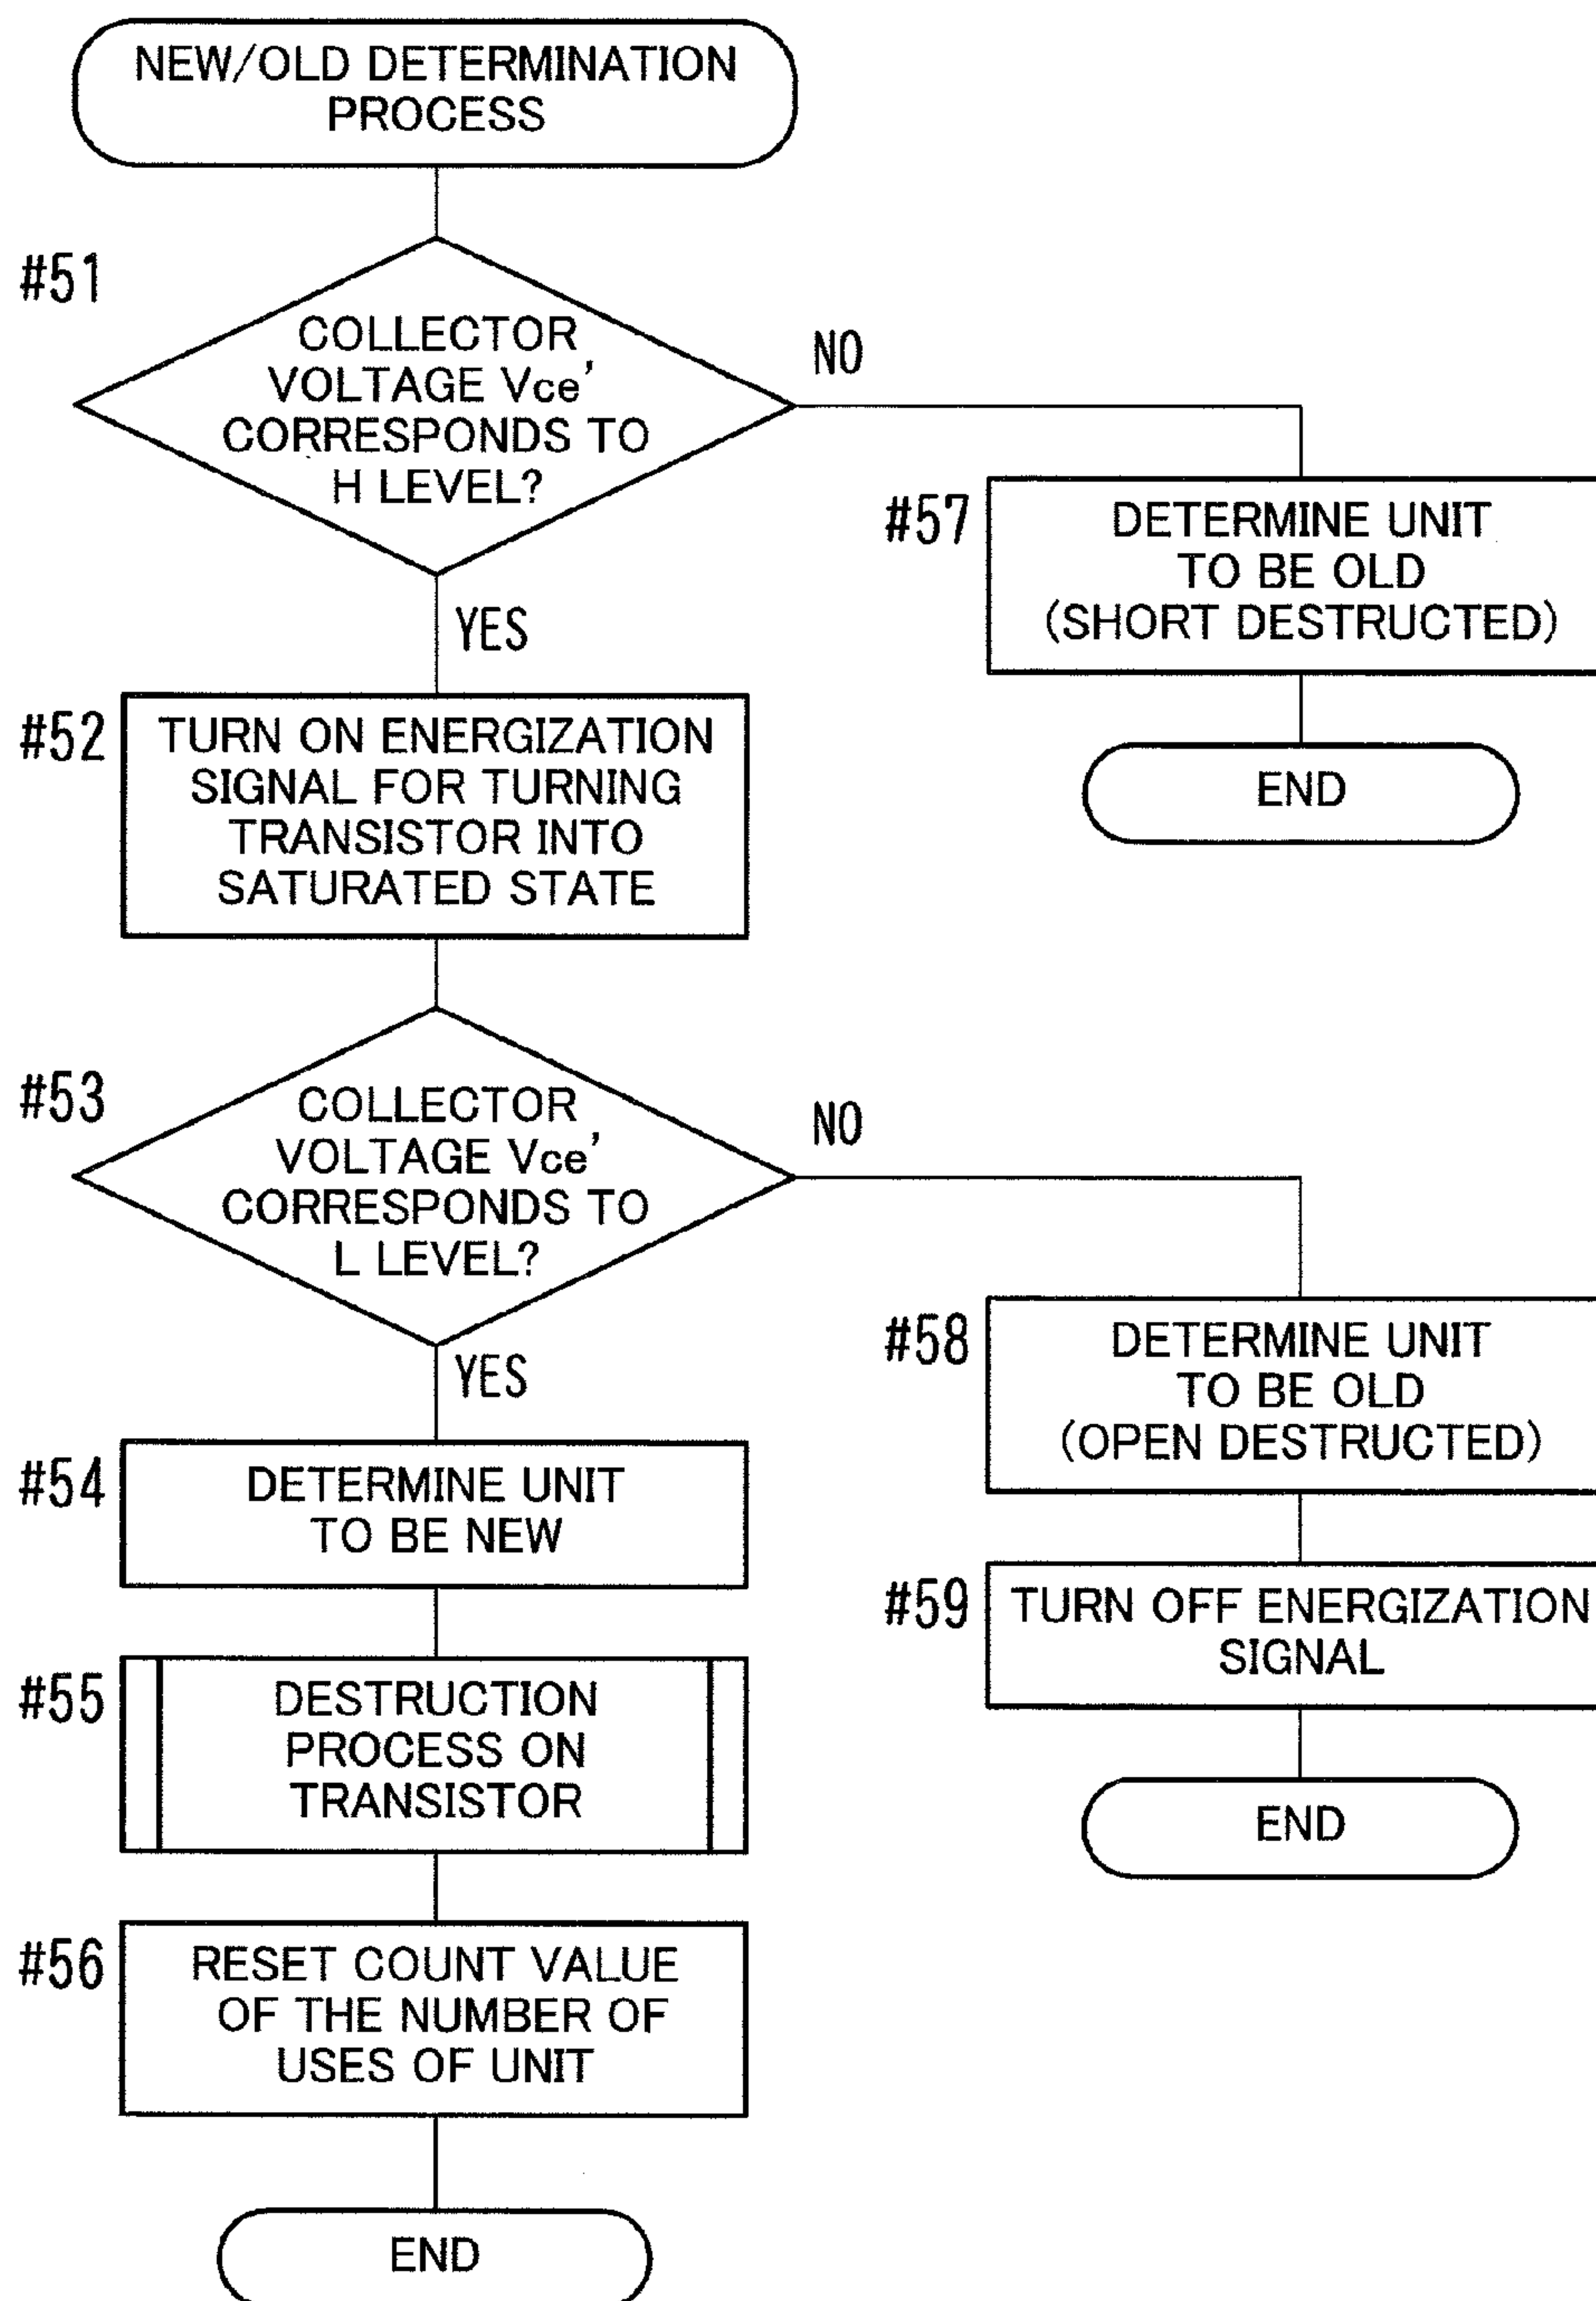 NEW/OLD DETERMINATION
PROCESS
#51
COLLECTOR
VOLTAGE Vce'
CORRESPONDS TO
H LEVEL?
NO
YES
#57
DETERMINE UNIT
TO BE OLD
(SHORT DESTRUCTED)
END
#52
TURN ON ENERGIZATION
SIGNAL FOR TURNING
TRANSISTOR INTO
SATURATED STATE
#53
COLLECTOR
VOLTAGE Vce'
CORRESPONDS TO
L LEVEL?
NO
YES
#58
DETERMINE UNIT
TO BE OLD
(OPEN DESTRUCTED)
#59
TURN OFF ENERGIZATION
SIGNAL
END
#54
DETERMINE UNIT
TO BE NEW
#55
DESTRUCTION
PROCESS ON
TRANSISTOR
#56
RESET COUNT VALUE
OF THE NUMBER OF
USES OF UNIT
END